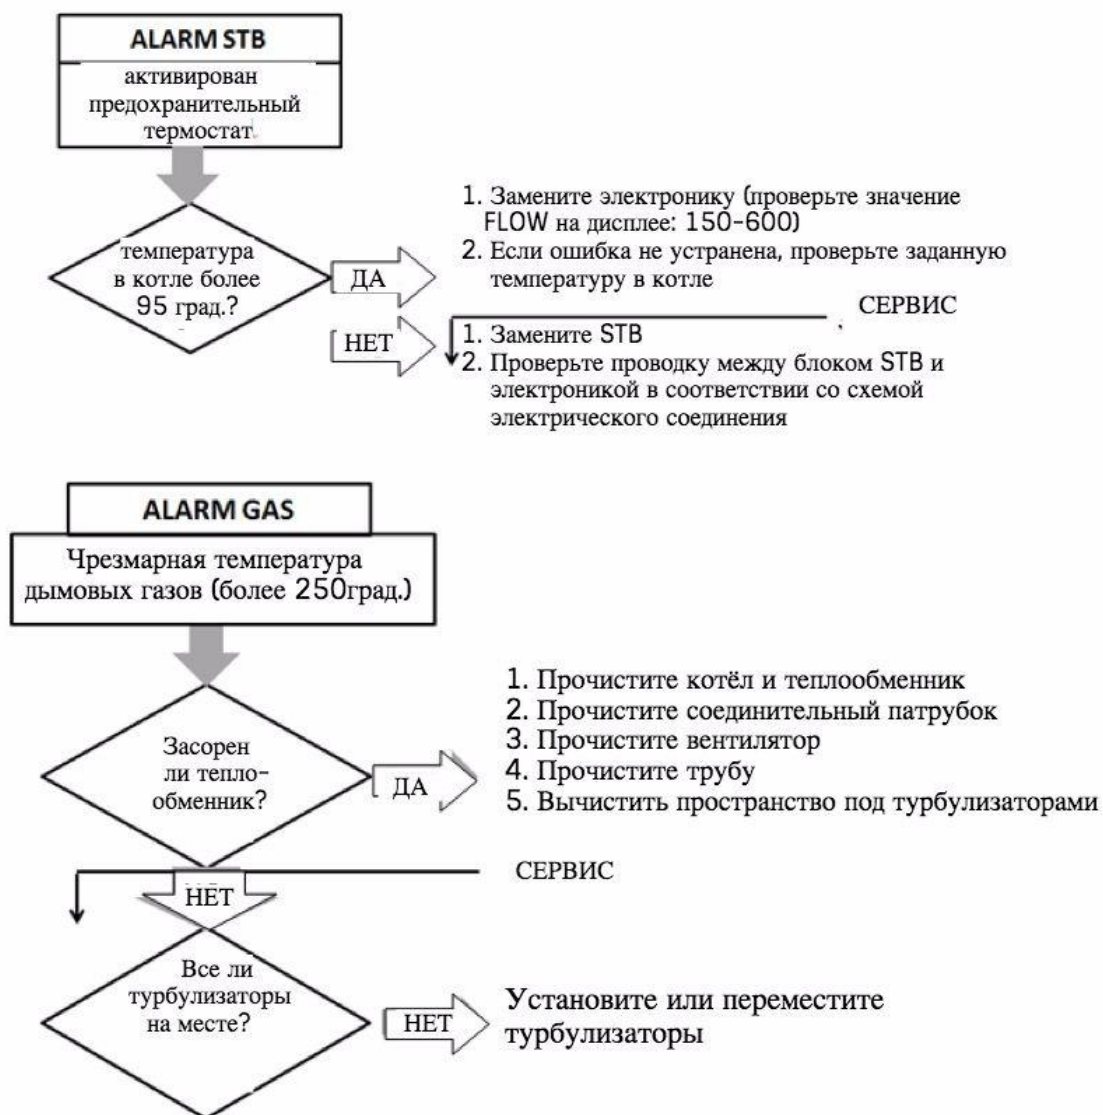 ALARM STB
активирован
предохранительный
термостат
температура
в котле более
95 град.?
ДА
1. Замените электронику (проверьте значение
FLOW на дисплее: 150-600)
2. Если ошибка не устранена, проверьте заданную
температуру в котле
СЕРВИС
НЕТ
1. Замените STB
2. Проверьте проводку между блоком STB и
электроникой в соответствии со схемой
электрического соединения
ALARM GAS
Чрезмарная температура
дымовых газов (более 250град.)
Засорен
ли тепло-
обменник?
ДА
1. Прочистите котёл и теплообменник
2. Прочистите соединительный патрубок
3. Прочистите вентилятор
4. Прочистите трубу
5. Вычистить пространство под турбулизаторами
СЕРВИС
НЕТ
Все ли
турбулизаторы
на месте?
НЕТ
Установите или переместите
турбулизаторы